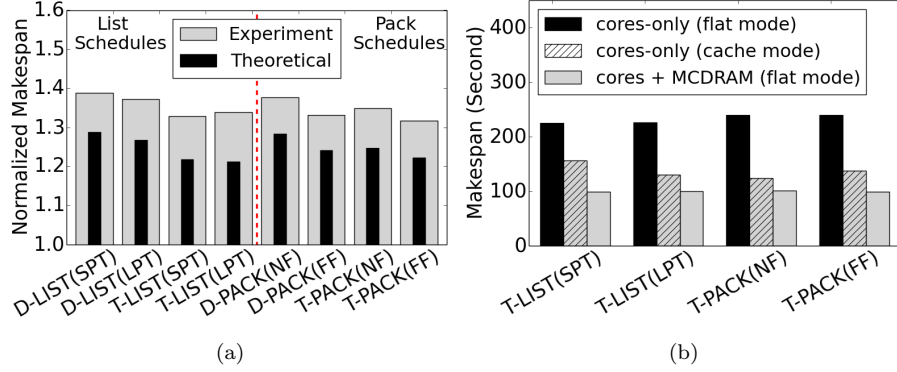 1.6
1.5
1.4
1.3
1.2
1.1
1.0
Normalized Makespan
List
Schedules
Pack
Schedules
Experiment
Theoretical
D-LIST(SPT)
D-LIST(LPT)
T-LIST(SPT)
T-LIST(LPT)
D-PACK(NF)
D-PACK(FF)
T-PACK(NF)
T-PACK(FF)
(a)
400
300
200
100
0
Makespan (Second)
cores-only (flat mode)
cores-only (cache mode)
cores + MCDRAM (flat mode)
T-LIST(SPT)
T-LIST(LPT)
T-PACK(NF)
T-PACK(FF)
(b)